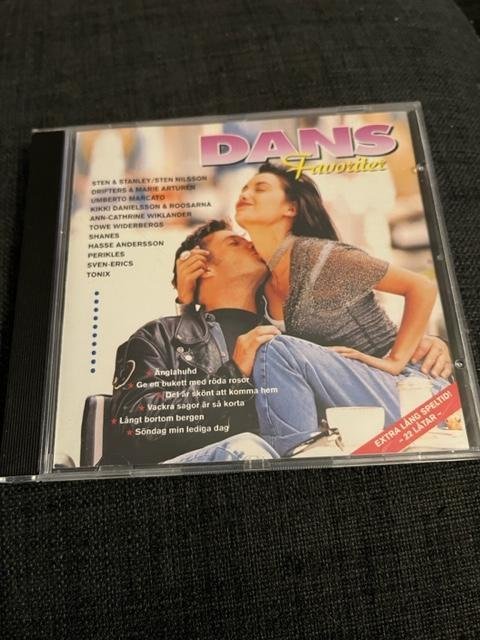 DANS
Favoriter
STEN & STANLEY/STEN NILSSON
DRIFTERS & MARIE ARTURÉN
UMBERTO MARCATO
KIKKI DANIELSSON & ROOSARNA
ANN-CATHRINE WIKLANDER
TOWE WIDERBERGS
SHANES
HASSE ANDERSSON
PERIKLES
SVEN-ERICS
TONIX
Änglahund
Ge en bukett med röda rosor
Det är skönt att komma hem
Vackra sagor är så korta
Långt bortom bergen
Söndag min lediga dag
EXTRA LÅNG SPELTID!
- 22 LÅTAR -